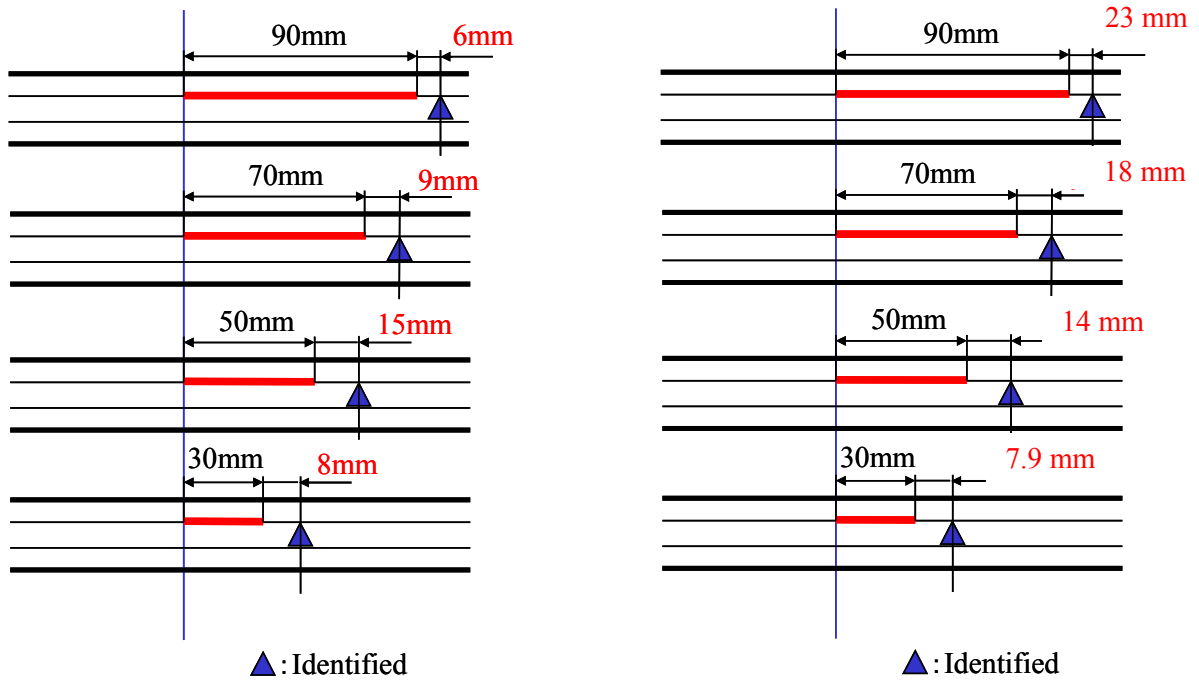 90mm 6mm
70mm 9mm
50mm 15mm
30mm 8mm
▲: Identified
23 mm
90mm
18 mm
70mm
50mm 14 mm
30mm 7.9 mm
▲: Identified